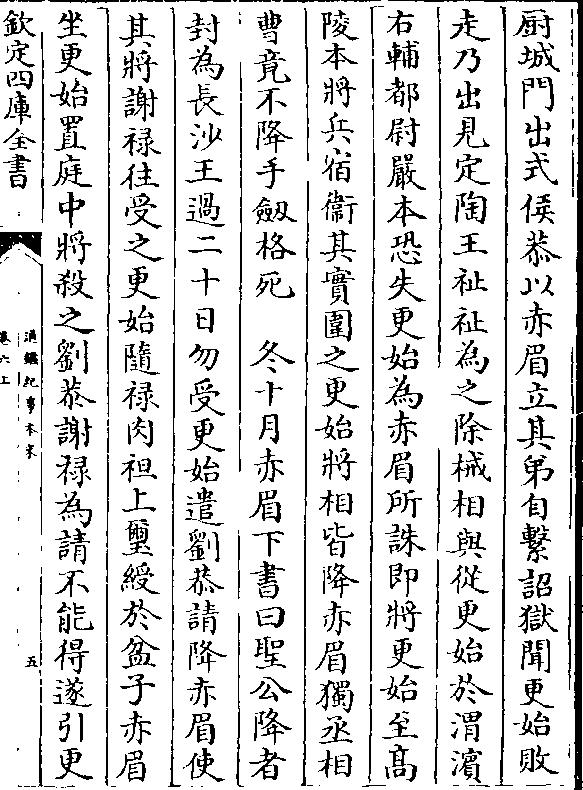 厨城門出式侯恭以赤眉立其弟自繫詔獄聞更始敗
走乃出見定陶王祉祉為之除械相與從更始於渭濱
右輔都尉嚴本恐失更始為赤眉所誅即將更始至髙
陵本將兵宿衞其實圍之更始將相皆降赤眉獨丞相
曹竟不降手劔格死　冬十月赤眉下書曰聖公降者
封為長沙王過二十日勿受更始遣劉恭請降赤眉使
其將謝禄往受之更始隨禄肉袒上璽綬於盆子赤眉
坐更始置庭中將殺之劉恭謝禄為請不能得遂引更
欽定四庫全書
通鑑紀事本末
卷六上
五